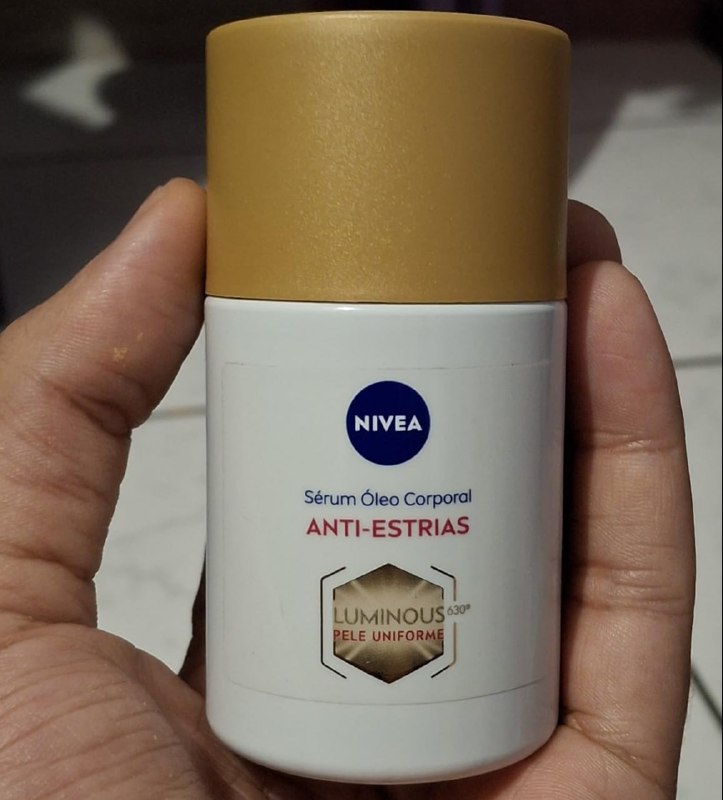 NIVEA
Sérum Óleo Corporal
ANTI-ESTRIAS
LUMINOUS630®
PELE UNIFORME